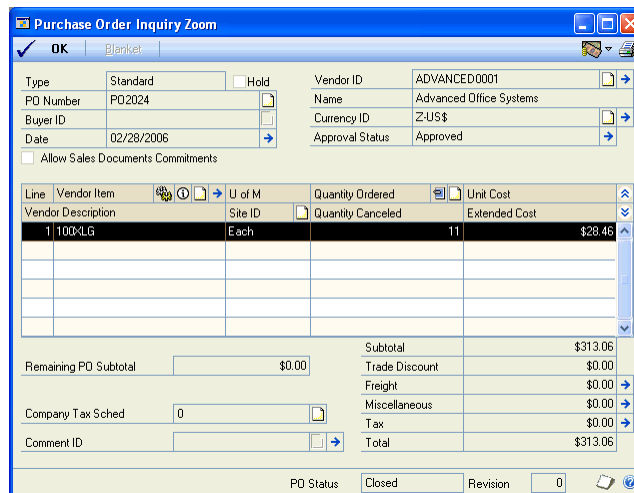 Purchase Order Inquiry Zoom
OK Blanket
Type Standard Hold Vendor ID ADVANCED0001
PO Number PO2024 Name Advanced Office Systems
Buyer ID Currency ID Z-US$
Date 02/28/2006 Approval Status Approved
Allow Sales Documents Commitments
Line Vendor Item U of M Quantity Ordered Unit Cost
Vendor Description Site ID Quantity Canceled Extended Cost
1 100XLG Each 11 $28.46
Subtotal $313.06
Remaining PO Subtotal $0.00 Trade Discount $0.00
Freight $0.00
Miscellaneous $0.00
Company Tax Sched 0 Tax $0.00
Comment ID Total $313.06
PO Status Closed Revision 0